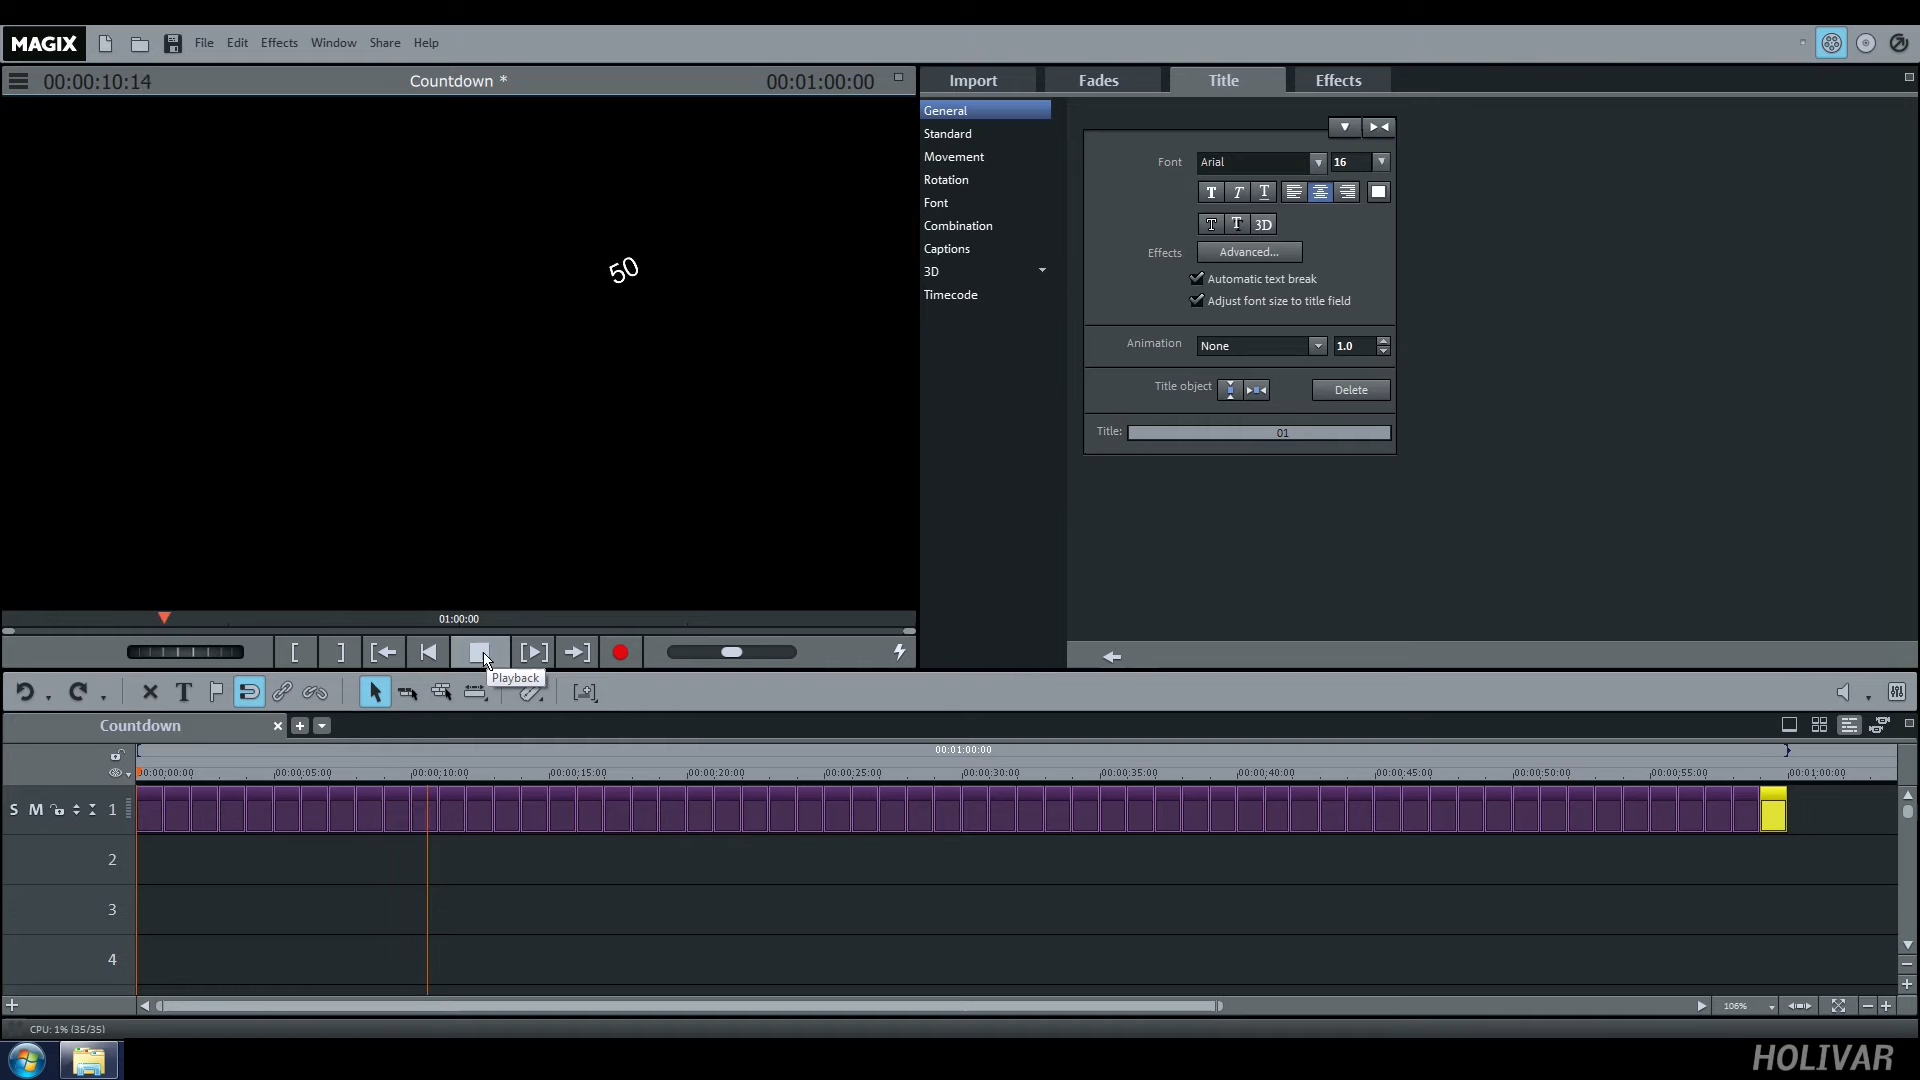 MAGIX File Edit Effects Window Share Help
00:00:10:14 Countdown * 00:01:00:00
Import Fades Title Effects
General
Standard
Movement
Rotation
Font
Combination
Captions
3D
Timecode
Font Arial 16
T T T
T T 3D
Effects Advanced...
Automatic text break
Adjust font size to title field
Animation None 1.0
Title object Delete
Title: 01
50
01:00:00
[ ]
Playback
T
Countdown
00:01:00:00
00:00:00:00 00:00:05:00 00:00:10:00 00:00:15:00 00:00:20:00 00:00:25:00 00:00:30:00 00:00:35:00 00:00:40:00 00:00:45:00 00:00:50:00 00:00:55:00 00:01:00:00
S M 1
2
3
4
106%
CPU: 1% (35/35)
HOLIVAR